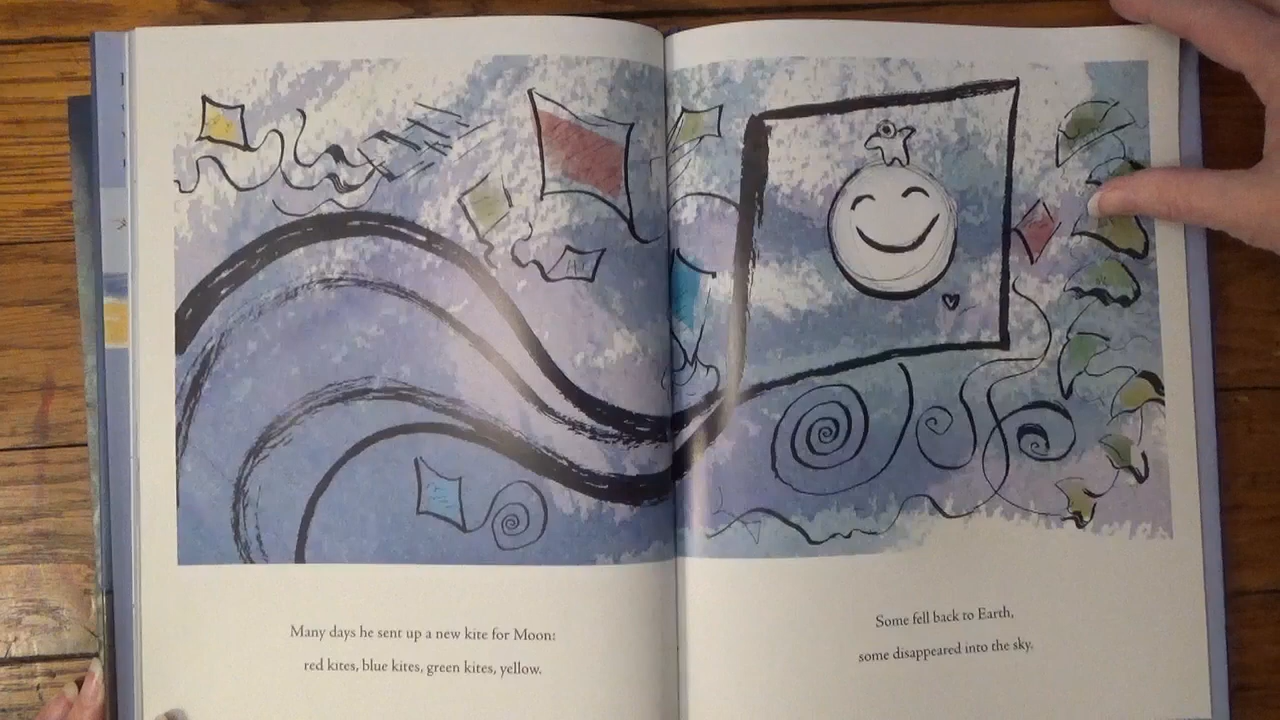 Many days he sent up a new kite for Moon:
red kites, blue kites, green kites, yellow.
Some fell back to Earth,
some disappeared into the sky.